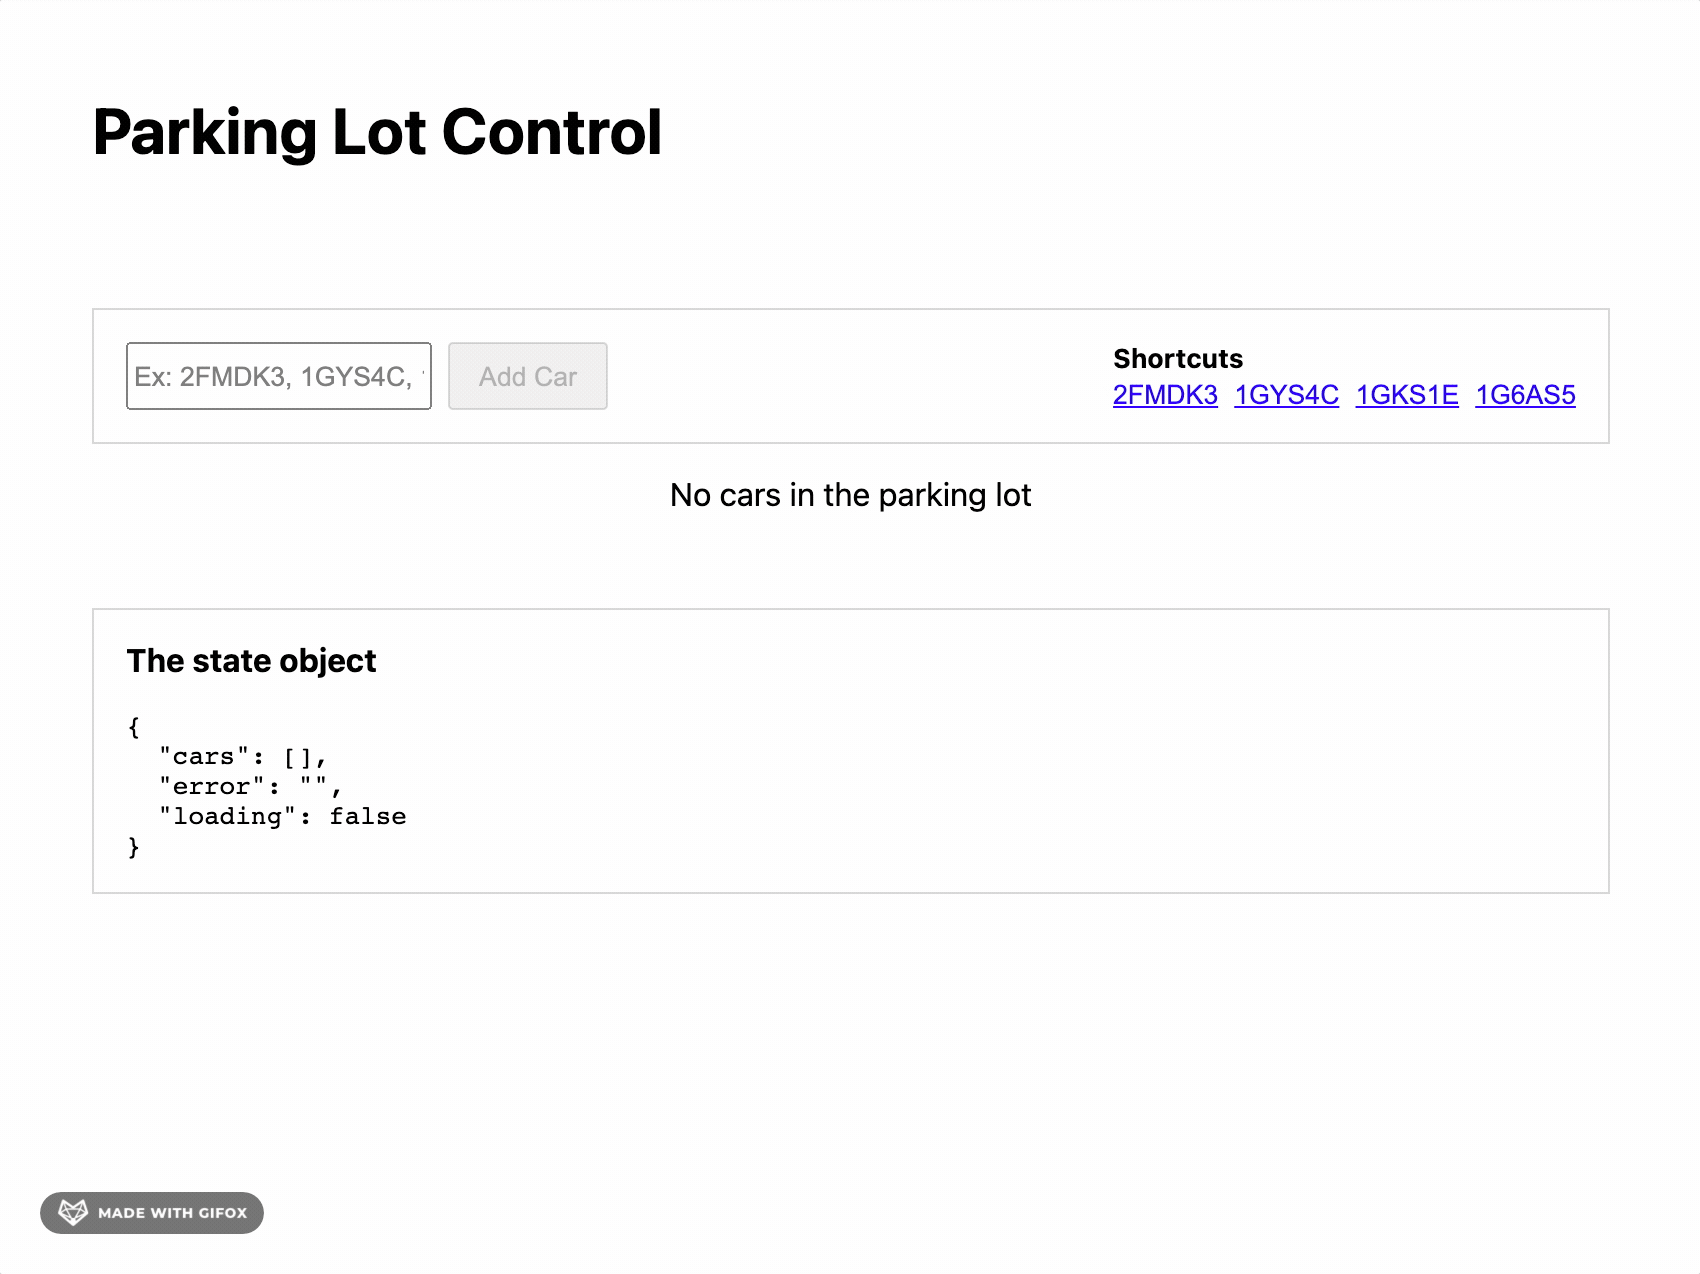 Parking Lot Control
Ex: 2FMDK3, 1GYS4C,
Add Car
Shortcuts
2FMDK3 1GYS4C 1GKS1E 1G6AS5
No cars in the parking lot
The state object
{
"cars": [],
"error": "",
"loading": false
}
MADE WITH GIFOX